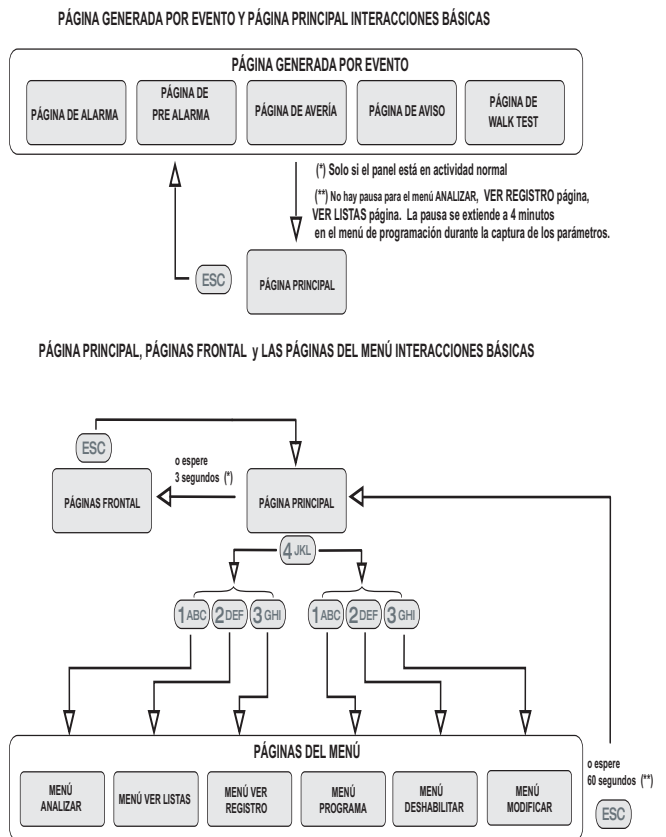 PÁGINA GENERADA POR EVENTO Y PÁGINA PRINCIPAL INTERACCIONES BÁSICAS
PÁGINA GENERADA POR EVENTO
PÁGINA DE ALARMA
PÁGINA DE
PRE ALARMA
PÁGINA DE AVERÍA
PÁGINA DE AVISO
PÁGINA DE
WALK TEST
(*) Solo si el panel está en actividad normal
(**) No hay pausa para el menú ANALIZAR, VER REGISTRO página,
VER LISTAS página. La pausa se extiende a 4 minutos
en el menú de programación durante la captura de los parámetros.
ESC
PÁGINA PRINCIPAL
PÁGINA PRINCIPAL, PÁGINAS FRONTAL y LAS PÁGINAS DEL MENÚ INTERACCIONES BÁSICAS
ESC
o espere
3 segundos (*)
PÁGINAS FRONTAL
PÁGINA PRINCIPAL
4 JKL
1 ABC 2 DEF 3 GHI 1 ABC 2 DEF 3 GHI
PÁGINAS DEL MENÚ
MENÚ
ANALIZAR
MENÚ VER LISTAS
MENÚ VER
REGISTRO
MENÚ
PROGRAMA
MENÚ
DESHABILITAR
MENÚ
MODIFICAR
o espere
60 segundos (**)
ESC